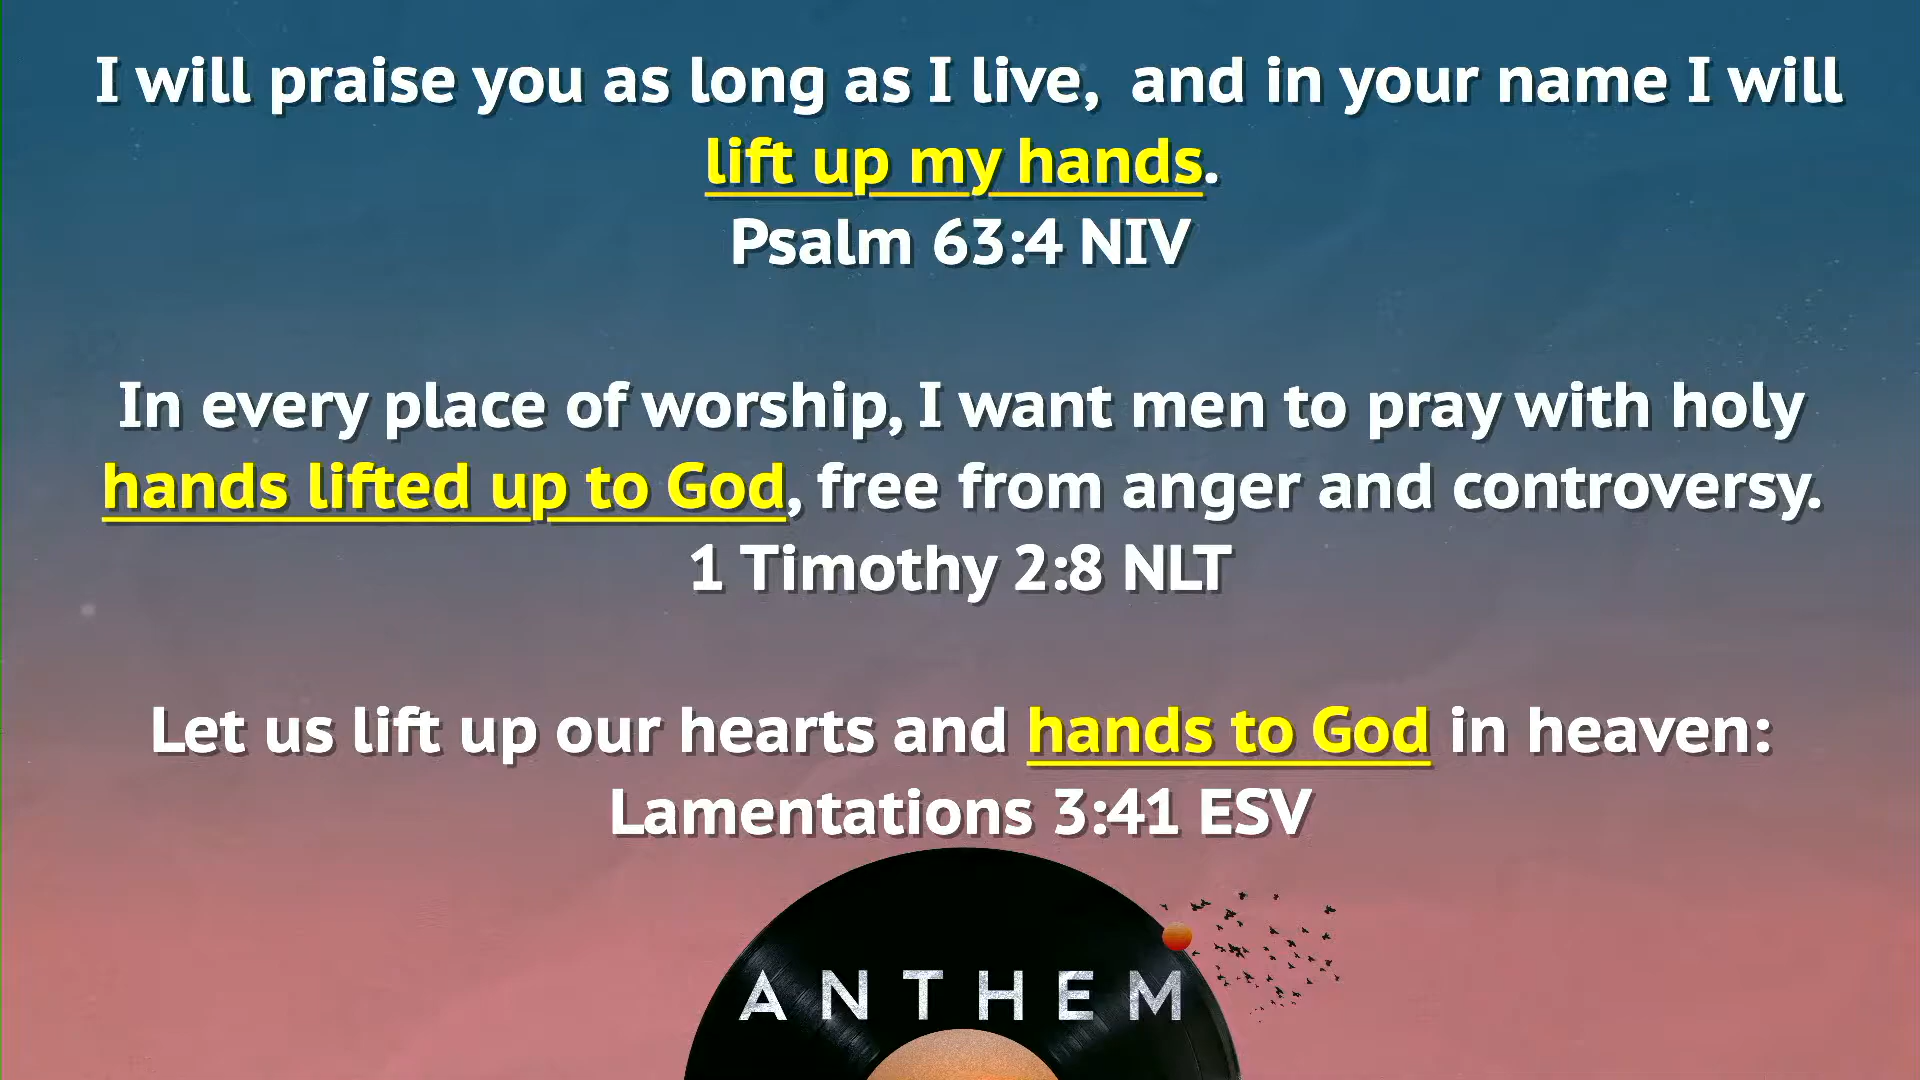 I will praise you as long as I live,  and in your name I will
lift up my hands.
Psalm 63:4 NIV
In every place of worship, I want men to pray with holy
hands lifted up to God, free from anger and controversy.
1 Timothy 2:8 NLT
Let us lift up our hearts and hands to God in heaven:
Lamentations 3:41 ESV
ANTHEM